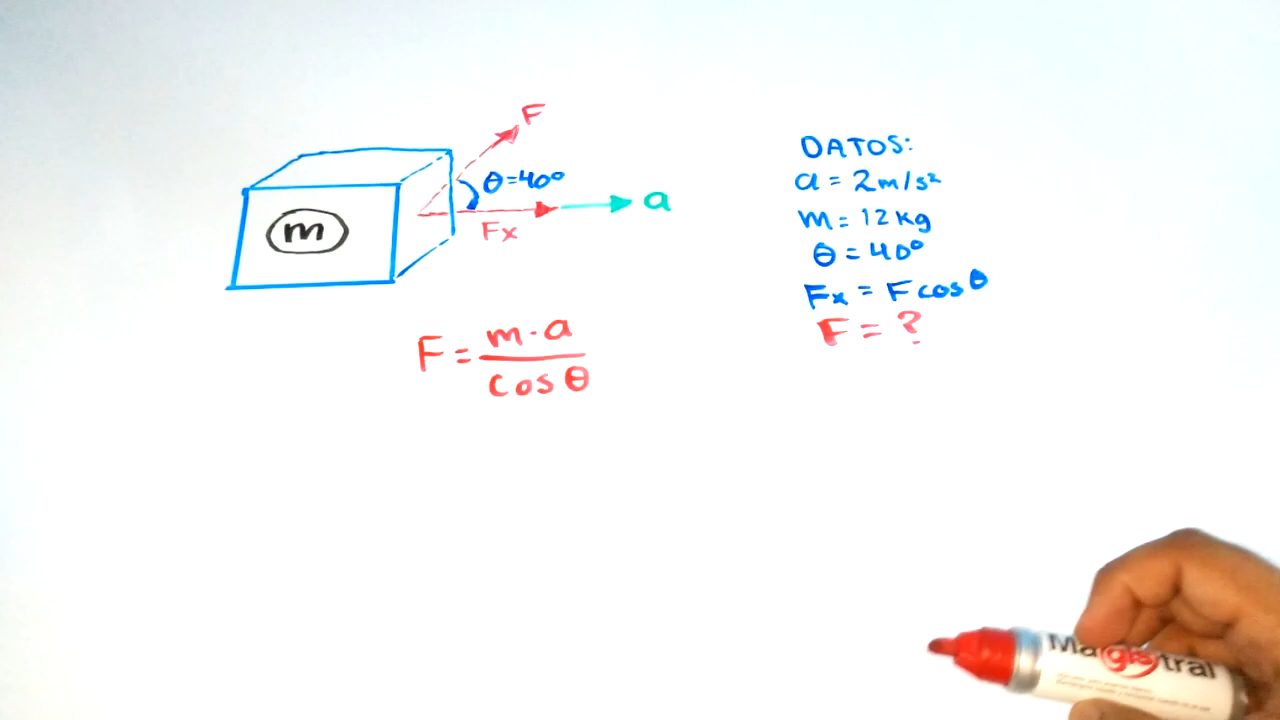 F
θ=40°
a
Fx
m
F = m·a
cos θ
DATOS:
a = 2m/s²
m = 12kg
θ = 40°
Fx = F cos θ
F = ?
Magistral